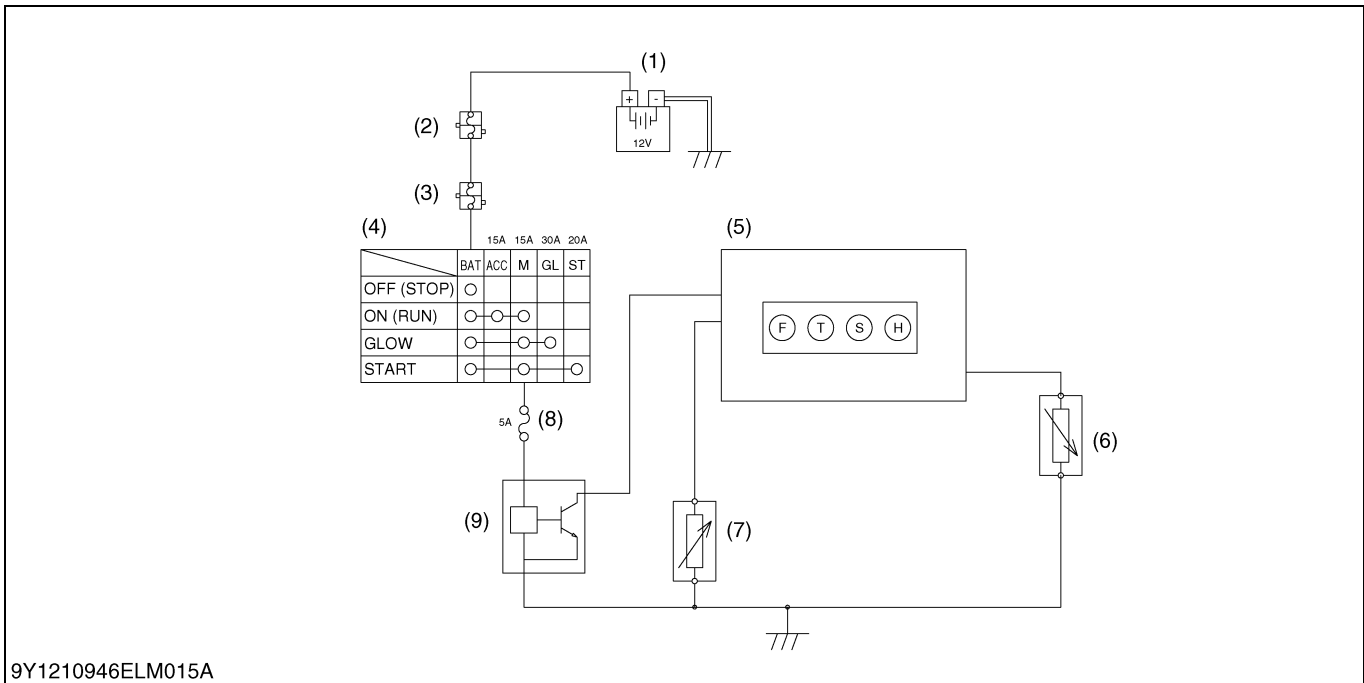 (1)
+ -
12V
(2)
(3)
(4)
15A 15A 30A 20A
BAT ACC M GL ST
OFF (STOP)
ON (RUN)
GLOW
START
(5)
F T S H
5A (8)
(6)
(9)
(7)
9Y1210946ELM015A